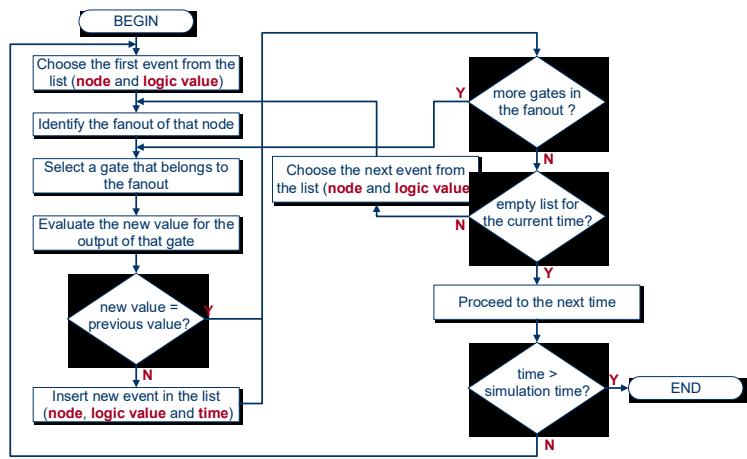 BEGIN
Choose the first event from the
list (node and logic value)
Identify the fanout of that node
Select a gate that belongs to
the fanout
Evaluate the new value for the
output of that gate
new value =
previous value?
Y
N
Insert new event in the list
(node, logic value and time)
more gates in
the fanout ?
Y
N
Choose the next event from
the list (node and logic value
empty list for
the current time?
N
Y
Proceed to the next time
time >
simulation time?
Y
END
N